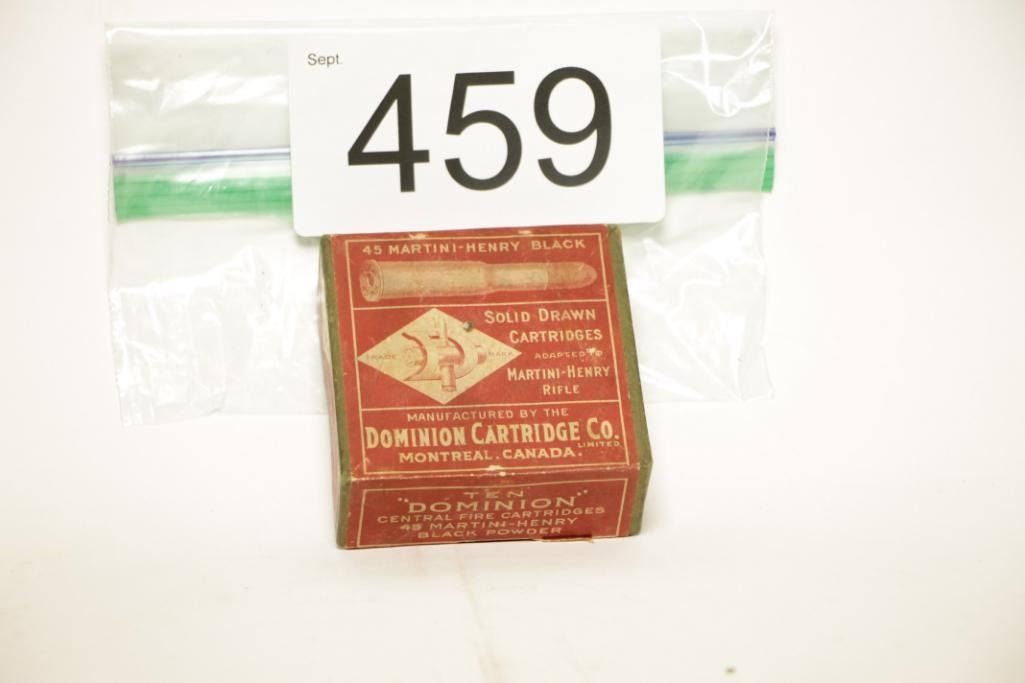 Sept.
459
45 MARTINI-HENRY BLACK
SOLID DRAWN
CARTRIDGES
ADAPTED TO
MARTINI-HENRY
RIFLE
TRADE MARK
MANUFACTURED BY THE
DOMINION CARTRIDGE CO.
LIMITED
MONTREAL. CANADA.
TEN
"DOMINION"
CENTRAL FIRE CARTRIDGES
45 MARTINI-HENRY
BLACK POWDER